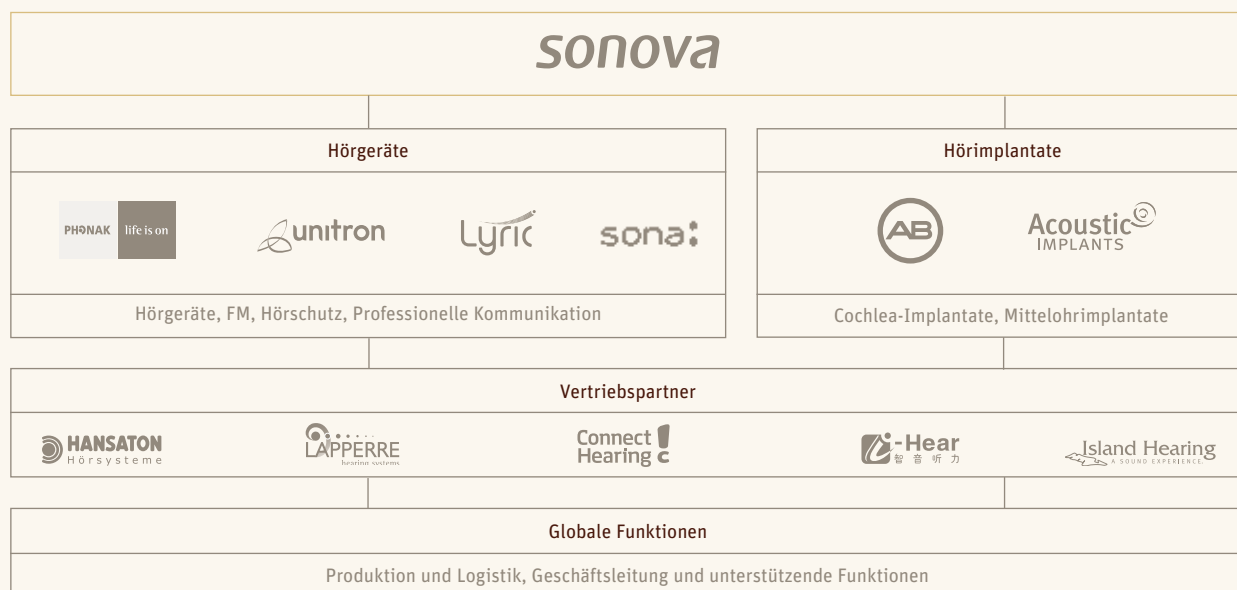 sonova
Hörgeräte
PHONAK life is on
unitron
Lyric
sona:
Hörgeräte, FM, Hörschutz, Professionelle Kommunikation
Hörimplantate
AB
Acoustic
IMPLANTS
Cochlea-Implantate, Mittelohrimplantate
Vertriebspartner
HANSATON
Hörsysteme
LAPPERRE
hearing systems
Connect
Hearing
i-Hear
智音听力
Island Hearing
A SOUND EXPERIENCE.
Globale Funktionen
Produktion und Logistik, Geschäftsleitung und unterstützende Funktionen